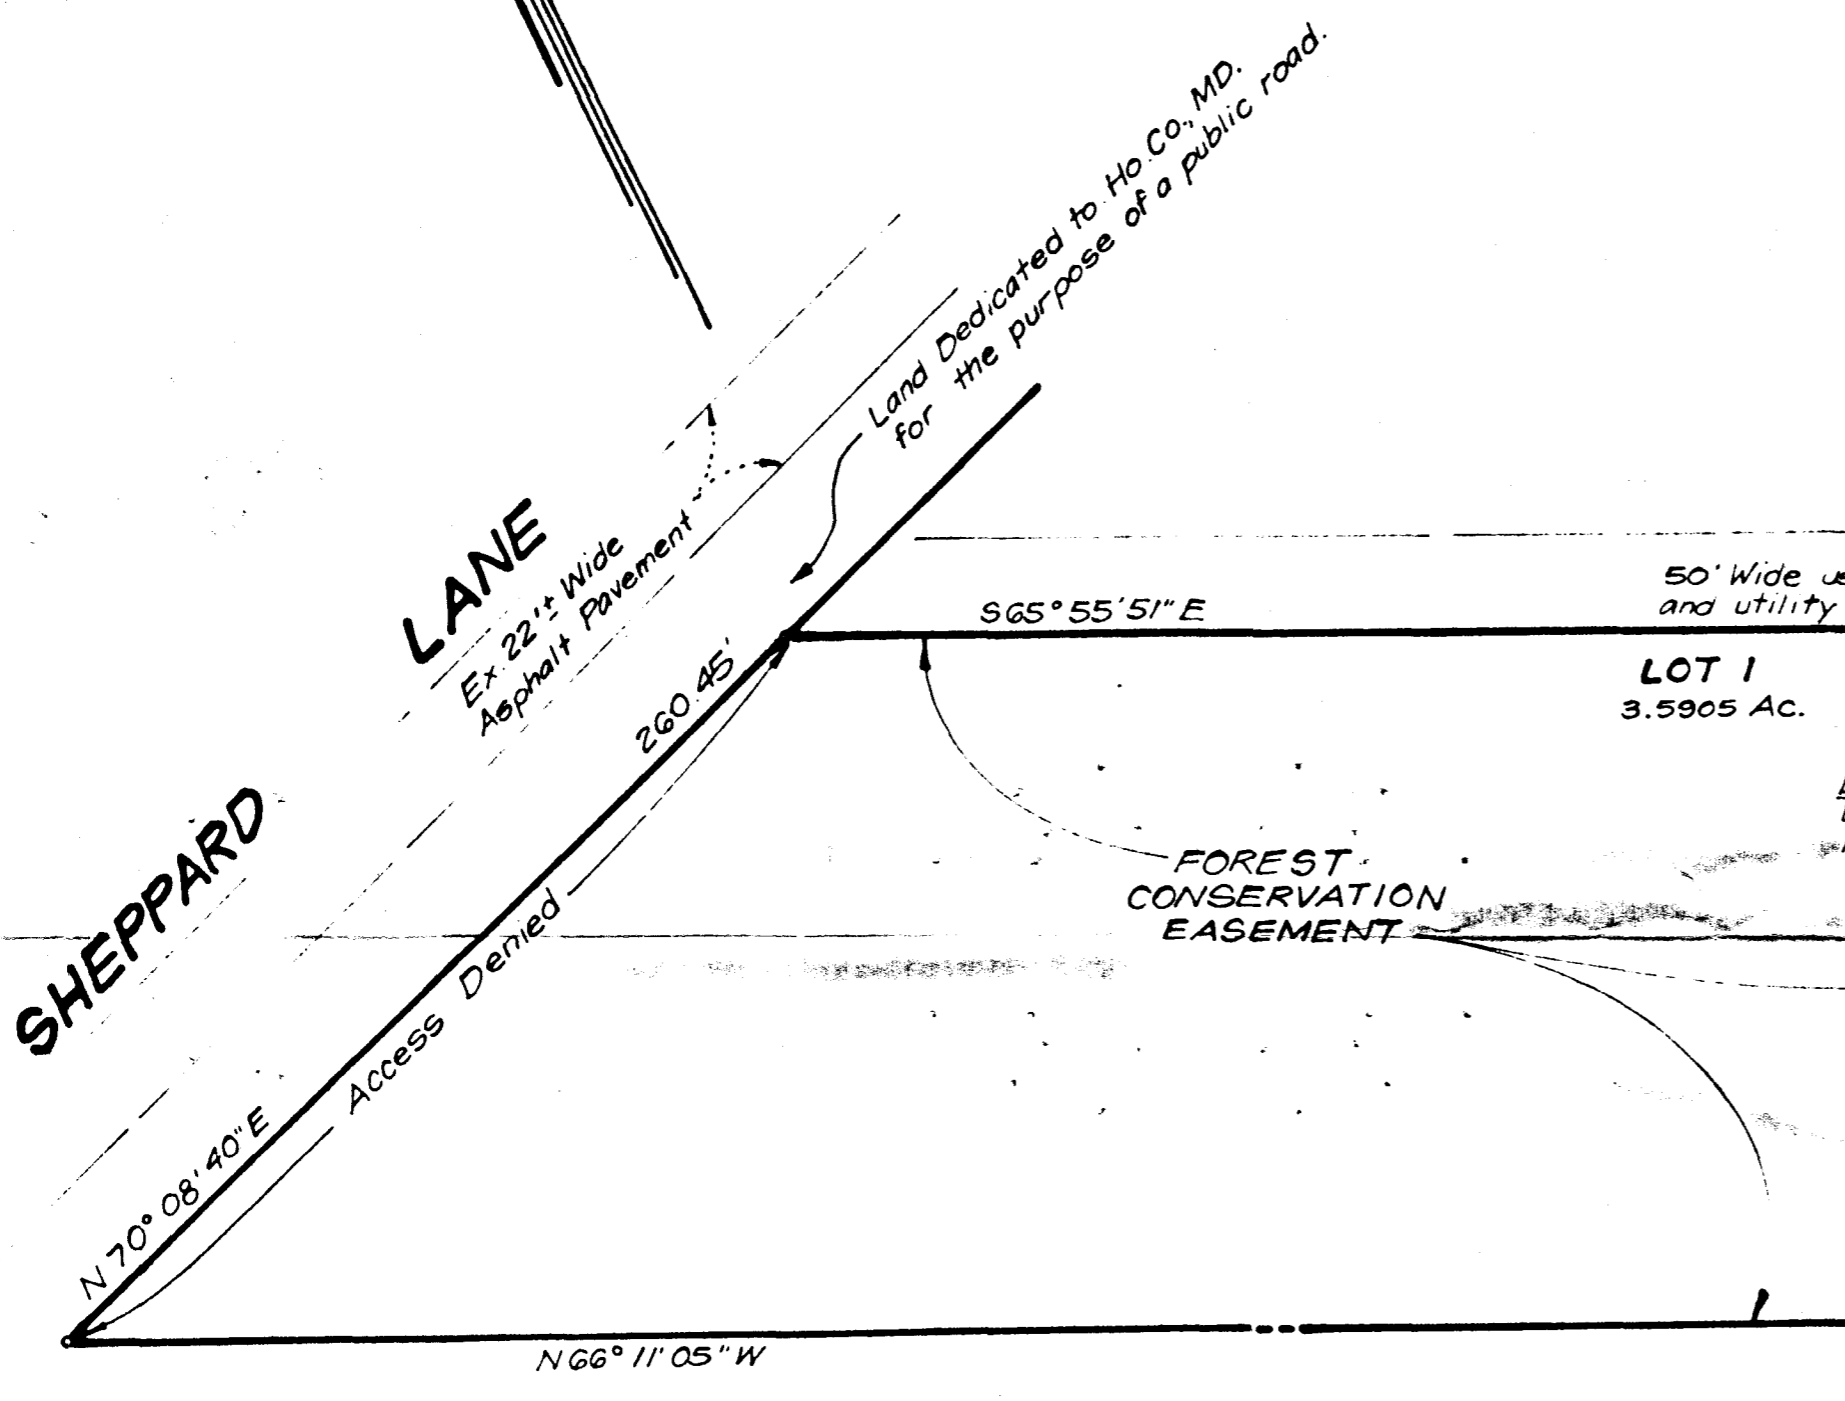 Land Dedicated to Ho.Co., MD.
for the purpose of a public road.
SHEPPARD LANE
Ex. 22'± Wide
Asphalt Pavement
S65°55'51"E
50' Wide
and utility
LOT 1
3.5905 Ac.
260.45'
FOREST
CONSERVATION
EASEMENT
Access Denied
N70°08'40"E
N66°11'05"W